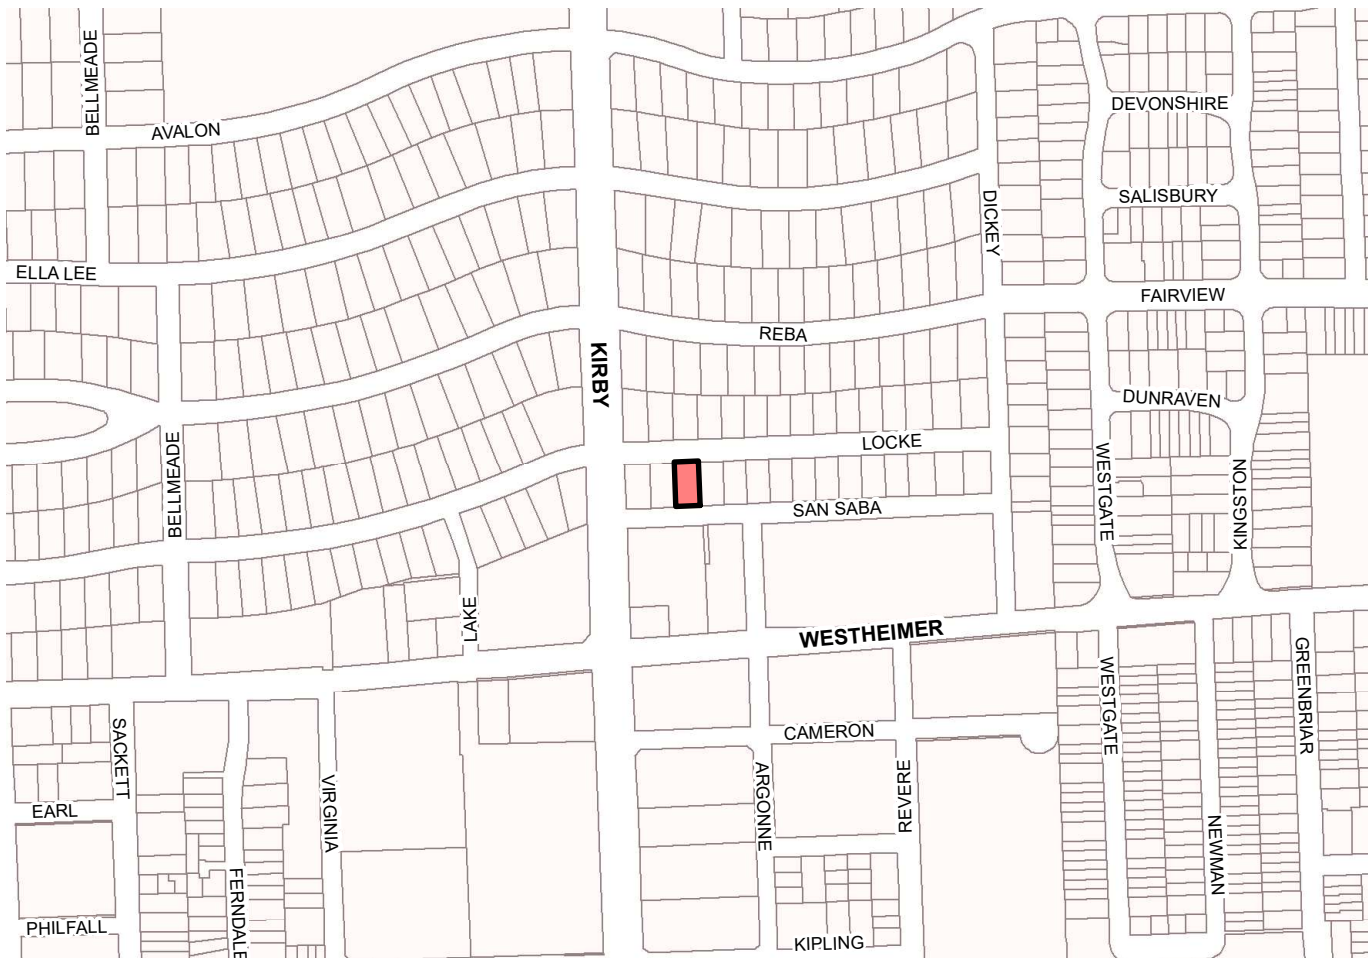 BELLMEADE
AVALON
DEVONSHIRE
SALISBURY
DICKEY
ELLA LEE
FAIRVIEW
REBA
KIRBY
DUNRAVEN
LOCKE
BELLMEADE
WESTGATE
KINGSTON
SAN SABA
LAKE
WESTHEIMER
GREENBRIAR
WESTGATE
SACKETT
CAMERON
VIRGINIA
ARGONNE
REVERE
EARL
NEWMAN
FERNDALE
PHILFALL
KIPLING